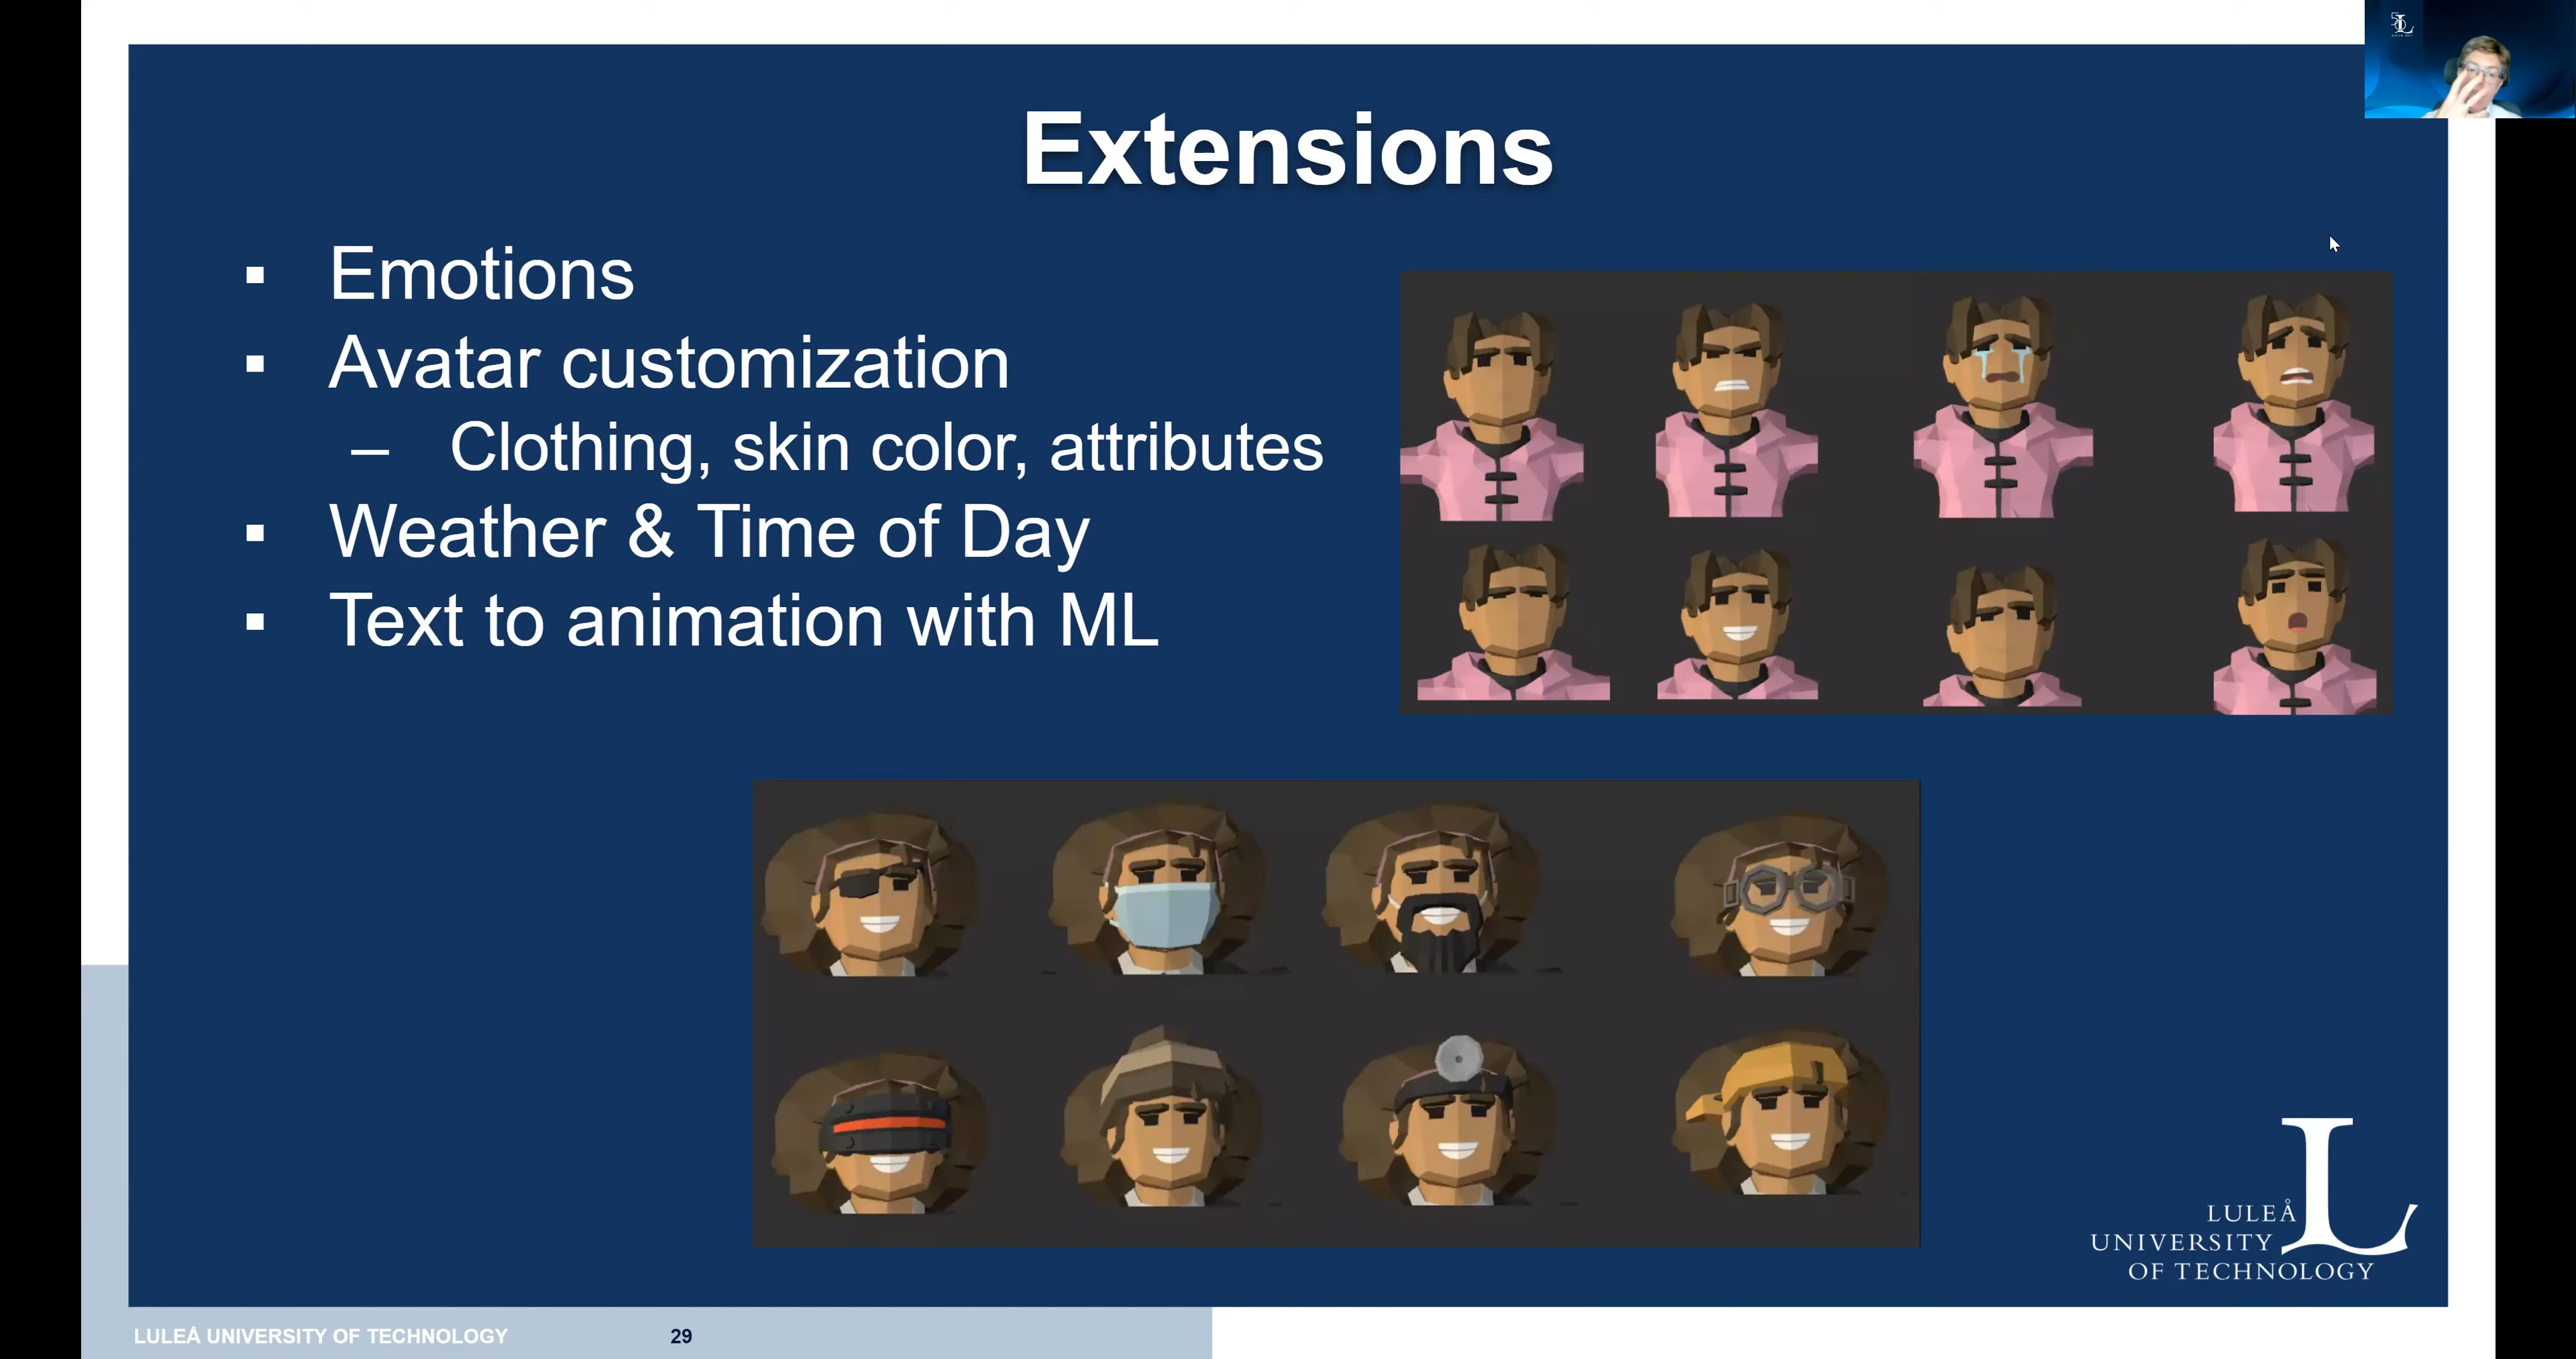 Extensions
Emotions
Avatar customization
– Clothing, skin color, attributes
Weather & Time of Day
Text to animation with ML
LULEÅ
UNIVERSITY
OF TECHNOLOGY
LULEÅ UNIVERSITY OF TECHNOLOGY 29